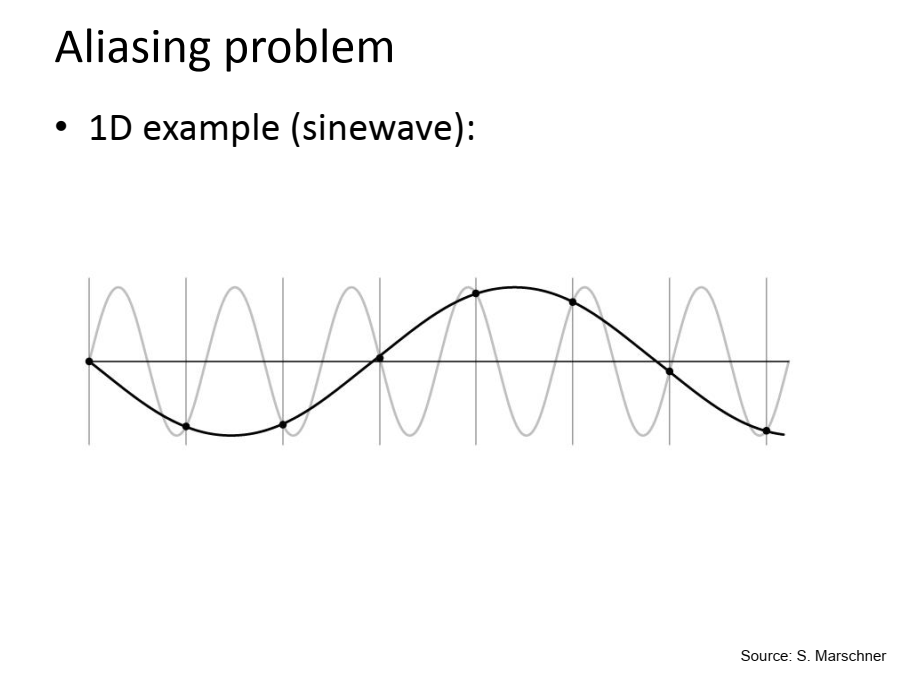 Aliasing problem
• 1D example (sinewave):
Source: S. Marschner